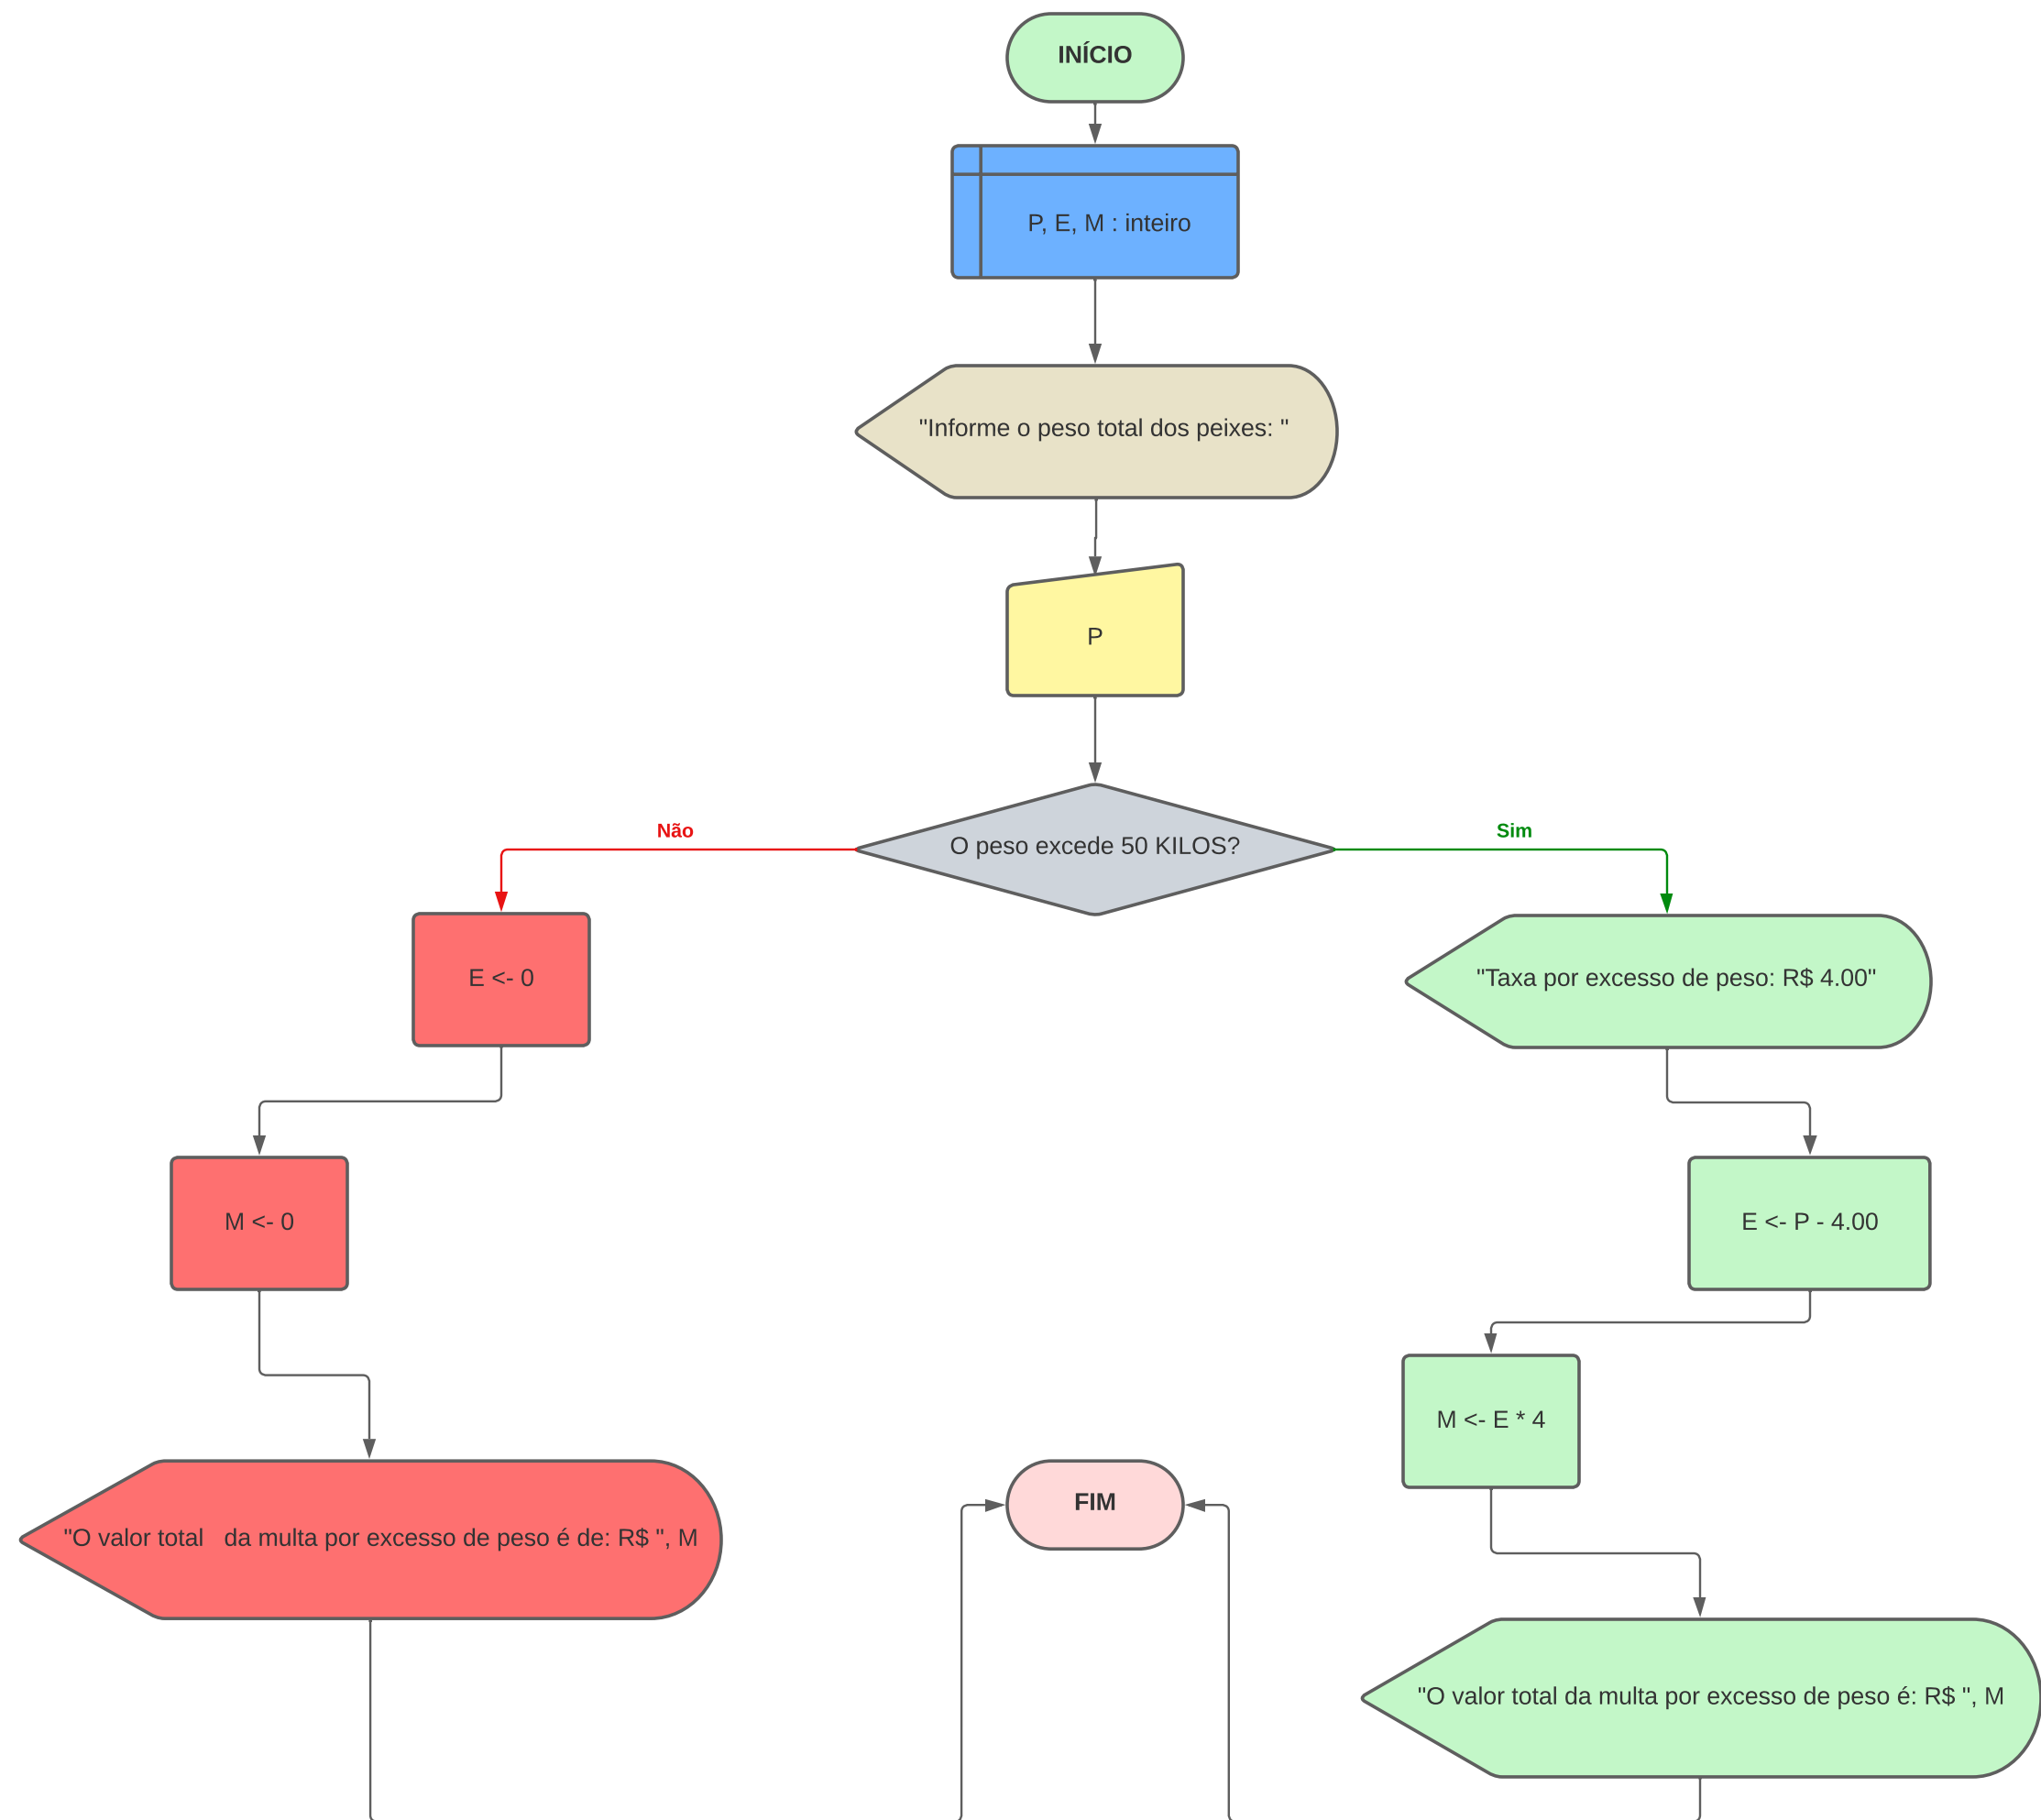 INÍCIO
P, E, M : inteiro
"Informe o peso total dos peixes: "
P
O peso excede 50 KILOS?
Não
Sim
E <- 0
"Taxa por excesso de peso: R$ 4.00"
M <- 0
E <- P - 4.00
M <- E * 4
"O valor total   da multa por excesso de peso é de: R$ ", M
FIM
"O valor total da multa por excesso de peso é: R$ ", M